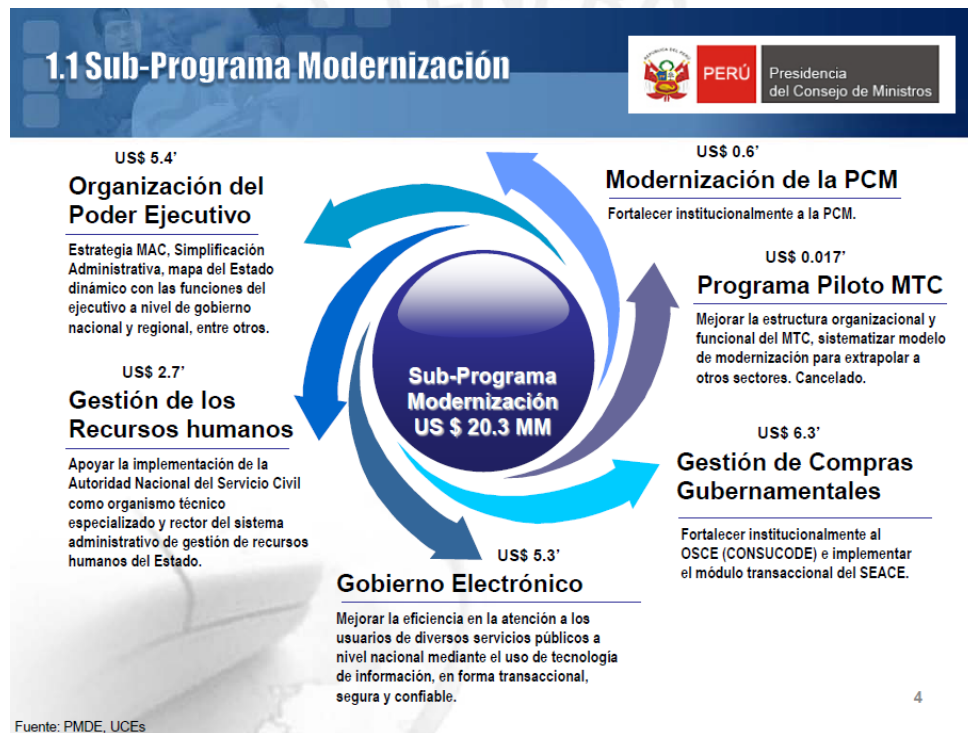 1.1 Sub-Programa Modernización
PERÚ
Presidencia
del Consejo de Ministros
US$ 5.4’
Organización del
Poder Ejecutivo
Estrategia MAC, Simplificación
Administrativa, mapa del Estado
dinámico con las funciones del
ejecutivo a nivel de gobierno
nacional y regional, entre otros.
US$ 2.7’
Gestión de los
Recursos humanos
Apoyar la implementación de la
Autoridad Nacional del Servicio Civil
como organismo técnico
especializado y rector del sistema
administrativo de gestión de recursos
humanos del Estado.
Sub-Programa
Modernización
US $ 20.3 MM
US$ 0.6’
Modernización de la PCM
Fortalecer institucionalmente a la PCM.
US$ 0.017’
Programa Piloto MTC
Mejorar la estructura organizacional y
funcional del MTC, sistematizar modelo
de modernización para extrapolar a
otros sectores. Cancelado.
US$ 6.3’
Gestión de Compras
Gubernamentales
Fortalecer institucionalmente al
OSCE (CONSUCODE) e implementar
el módulo transaccional del SEACE.
US$ 5.3’
Gobierno Electrónico
Mejorar la eficiencia en la atención a los
usuarios de diversos servicios públicos a
nivel nacional mediante el uso de tecnología
de información, en forma transaccional,
segura y confiable.
4
Fuente: PMDE, UCEs